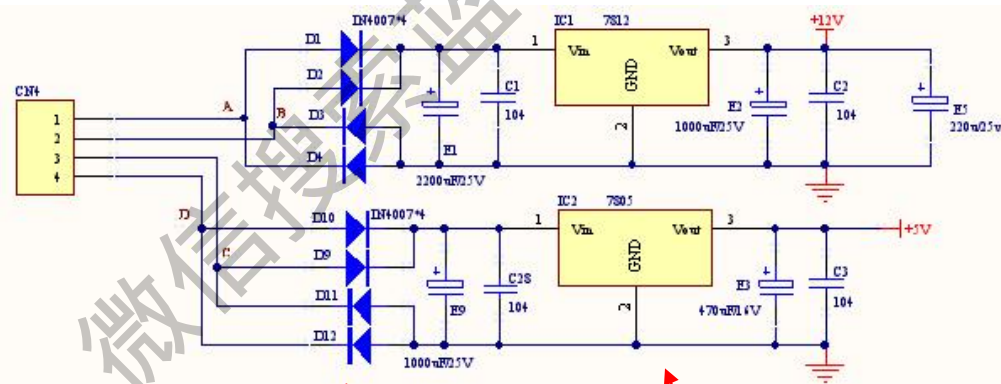 IN4007*4
IC1 7812
+12V
D1
1 Vin Vout 3
GND
2
D2
CN4
A
B
D3
D4
1
2
3
4
+
C1
104
E1
2200uF/25V
+
E2
1000uF/25V
C2
104
+
E5
220u/25v
D
C
D10
IN4007*4
IC2 7805
1 Vin Vout 3
GND
2
+5V
D9
D11
D12
+
E9
1000uF/25V
C28
104
+
E3
470uF/16V
C3
104
微信搜索蓝